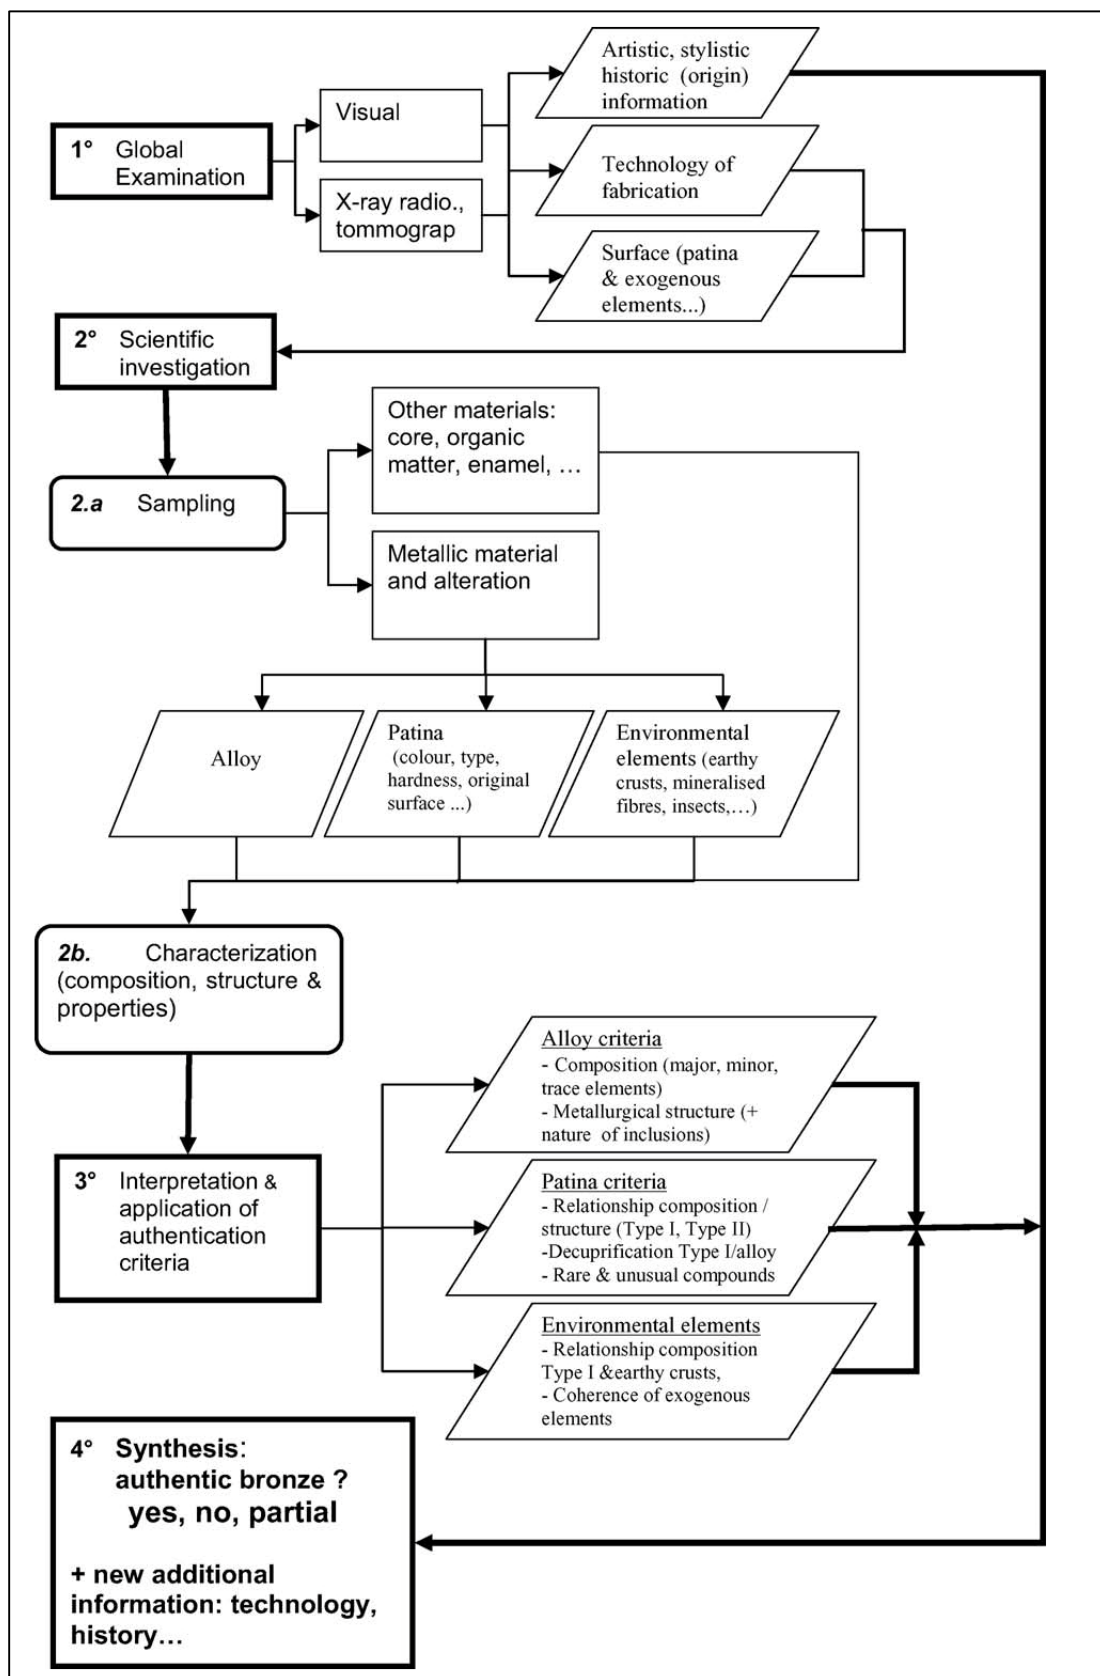 1° Global
Examination
Visual
X-ray radio.,
tommograp
Artistic, stylistic
historic (origin)
information
Technology of
fabrication
Surface (patina
& exogenous
elements...)
2° Scientific
investigation
2.a Sampling
Other materials:
core, organic
matter, enamel, …
Metallic material
and alteration
Alloy
Patina
(colour, type,
hardness, original
surface ...)
Environmental
elements (earthy
crusts, mineralised
fibres, insects,…)
2b. Characterization
(composition, structure &
properties)
3° Interpretation &
application of
authentication
criteria
Alloy criteria
- Composition (major, minor,
trace elements)
- Metallurgical structure (+
nature of inclusions)
Patina criteria
- Relationship composition /
structure (Type I, Type II)
-Decuprification Type I/alloy
- Rare & unusual compounds
Environmental elements
- Relationship composition
Type I &earthy crusts,
- Coherence of exogenous
elements
4° Synthesis:
authentic bronze ?
yes, no, partial
+ new additional
information: technology,
history…